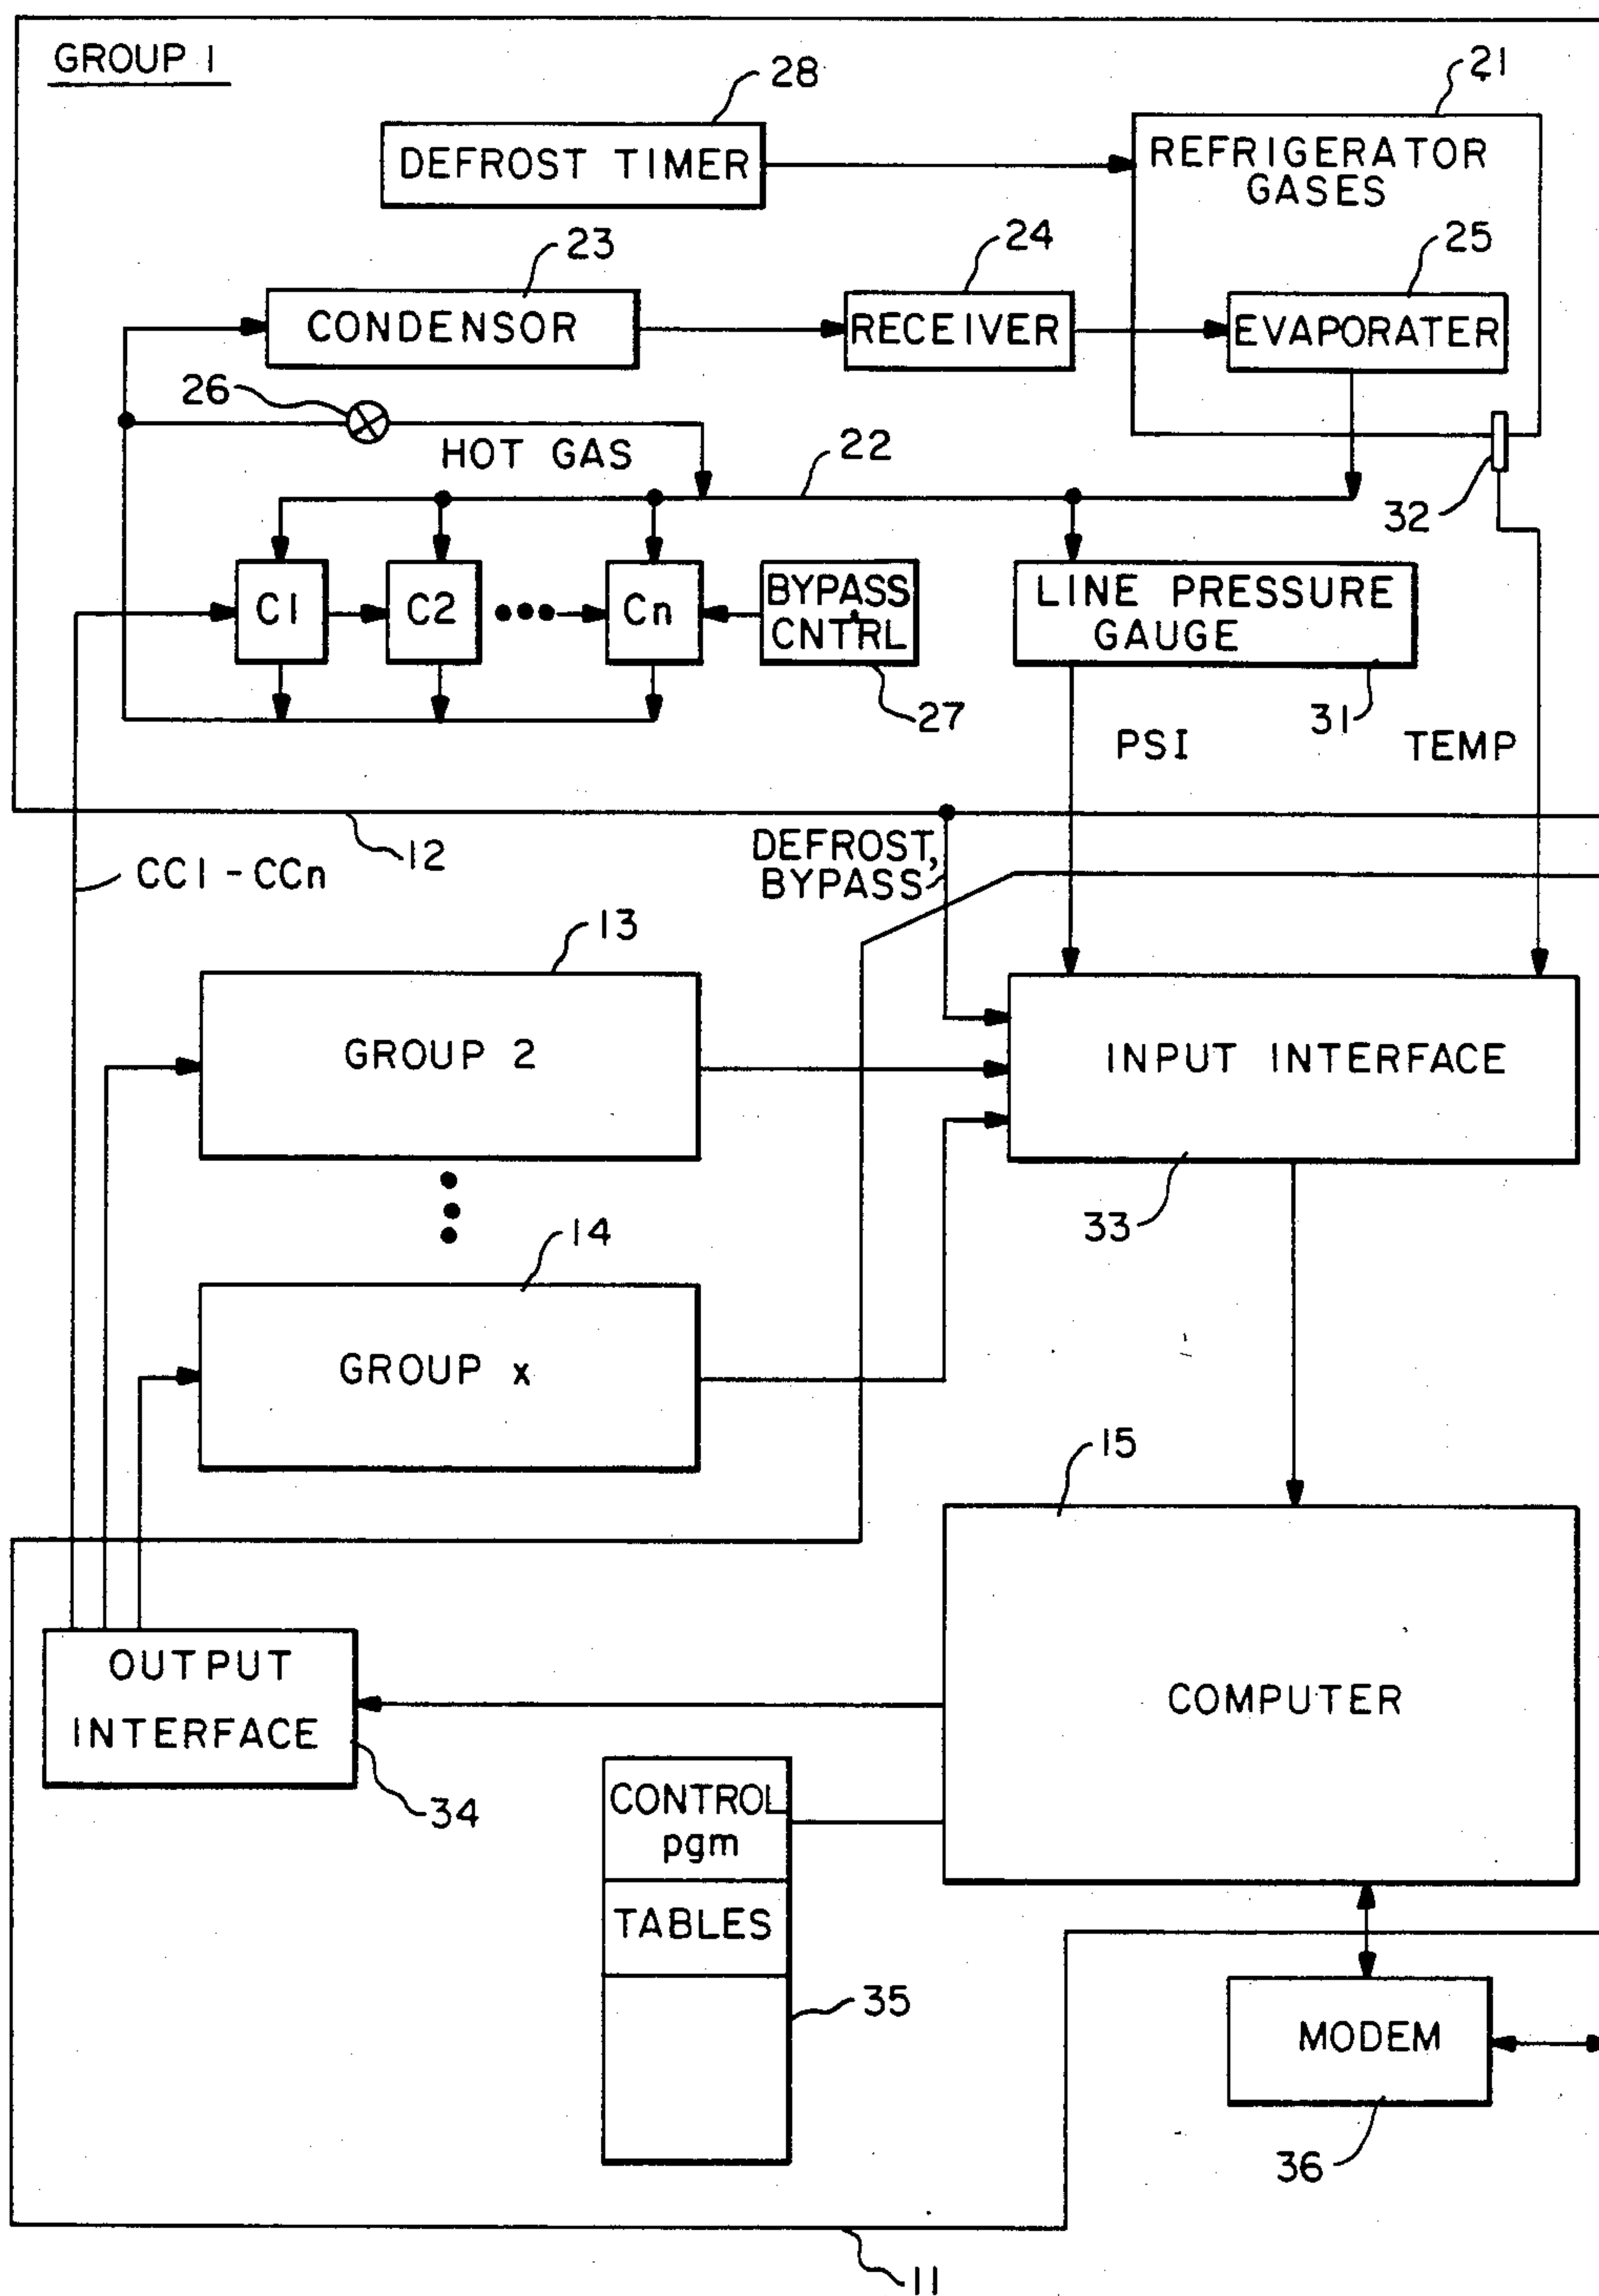 GROUP 1
28
21
DEFROST TIMER
REFRIGERATOR
GASES
23
24
25
CONDENSOR
RECEIVER
EVAPORATER
26
HOT GAS
22
32
C1
C2
Cn
BYPASS
CNTRL
LINE PRESSURE
GAUGE
27
31
PSI
TEMP
12
DEFROST,
BYPASS
CC1 - CCn
13
GROUP 2
INPUT INTERFACE
33
14
GROUP x
15
OUTPUT
INTERFACE
COMPUTER
34
CONTROL
pgm
TABLES
35
MODEM
36
11